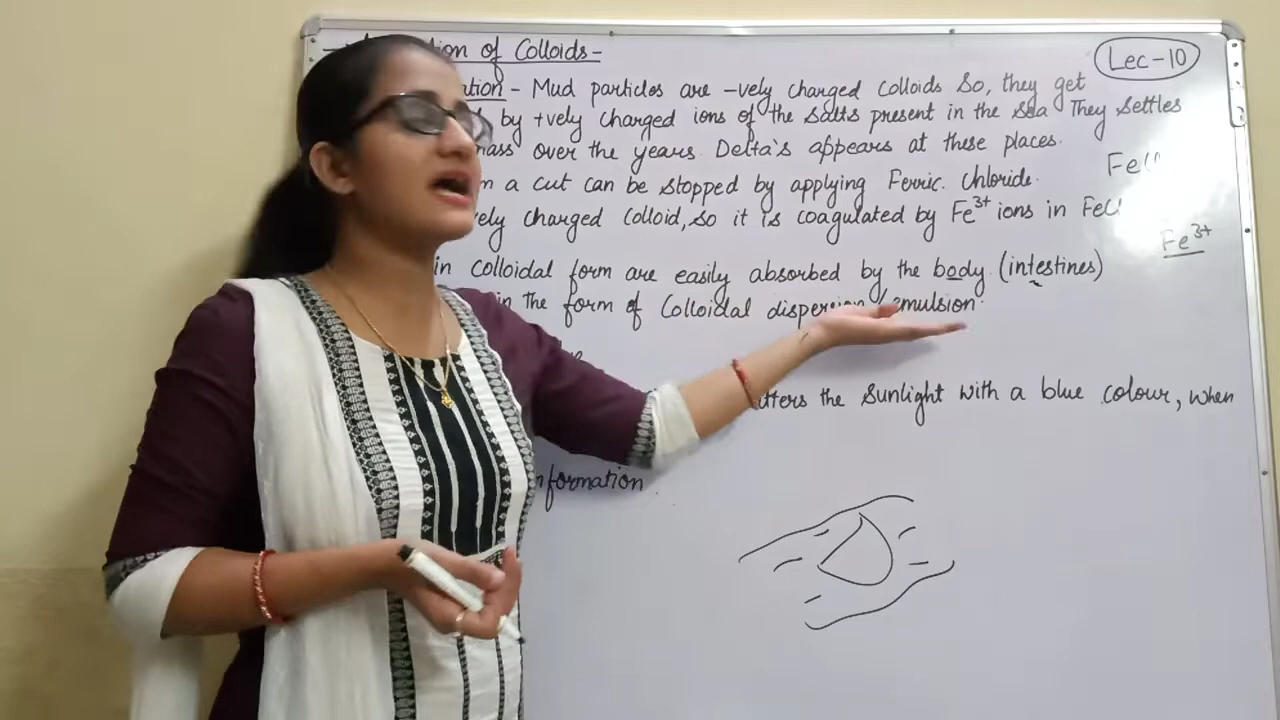 tion of Colloids-
Lec-10
ation - Mud particles are -vely charged Colloids So, they get
by +vely charged ions of the Salts present in the Sea They Settles
mass over the years. Delta's appears at these places.
FeCl
m a cut can be stopped by applying Ferric. Chloride.
vely charged Colloid, so it is coagulated by Fe3+ ions in FeCl
Fe3+
in Colloidal form are easily absorbed by the body. (intestines)
in the form of Colloidal dispersion / emulsion.
tters the Sunlight with a blue colour, when
nformation